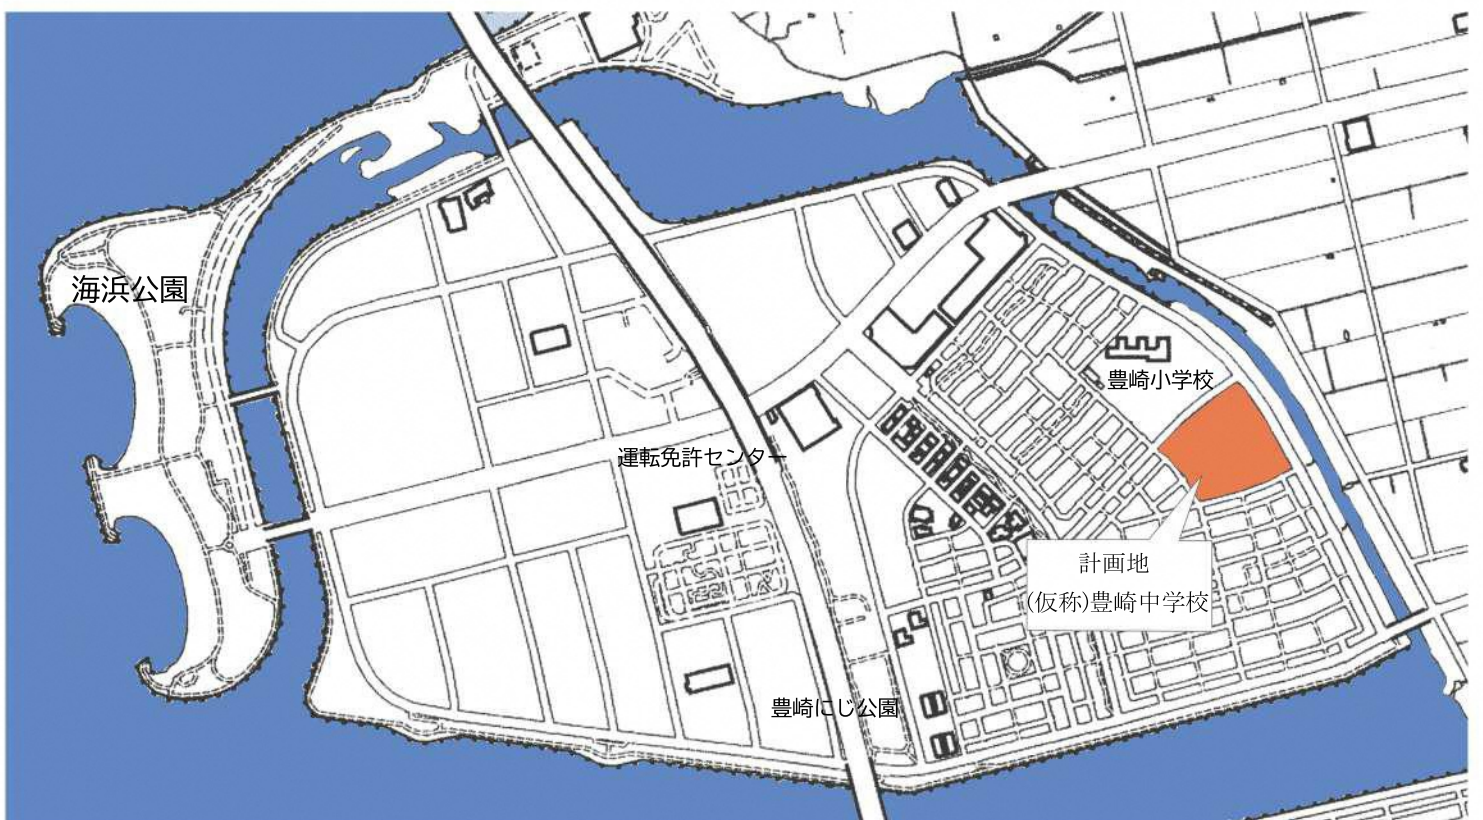 海浜公園
豊崎小学校
運転免許センター
計画地
(仮称)豊崎中学校
豊崎にじ公園